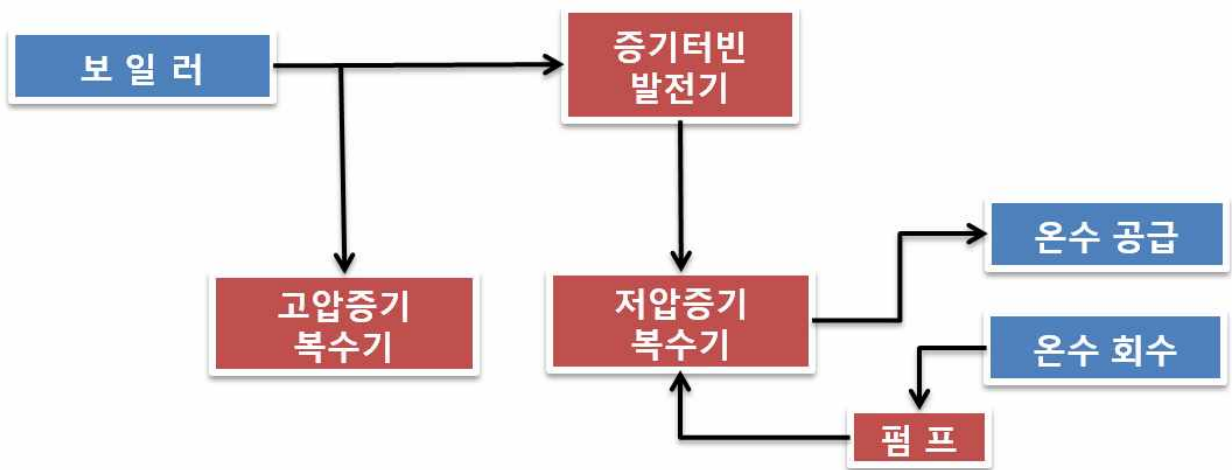 보 일 러
증기터빈
발전기
고압증기
복수기
저압증기
복수기
온수 공급
온수 회수
펌 프